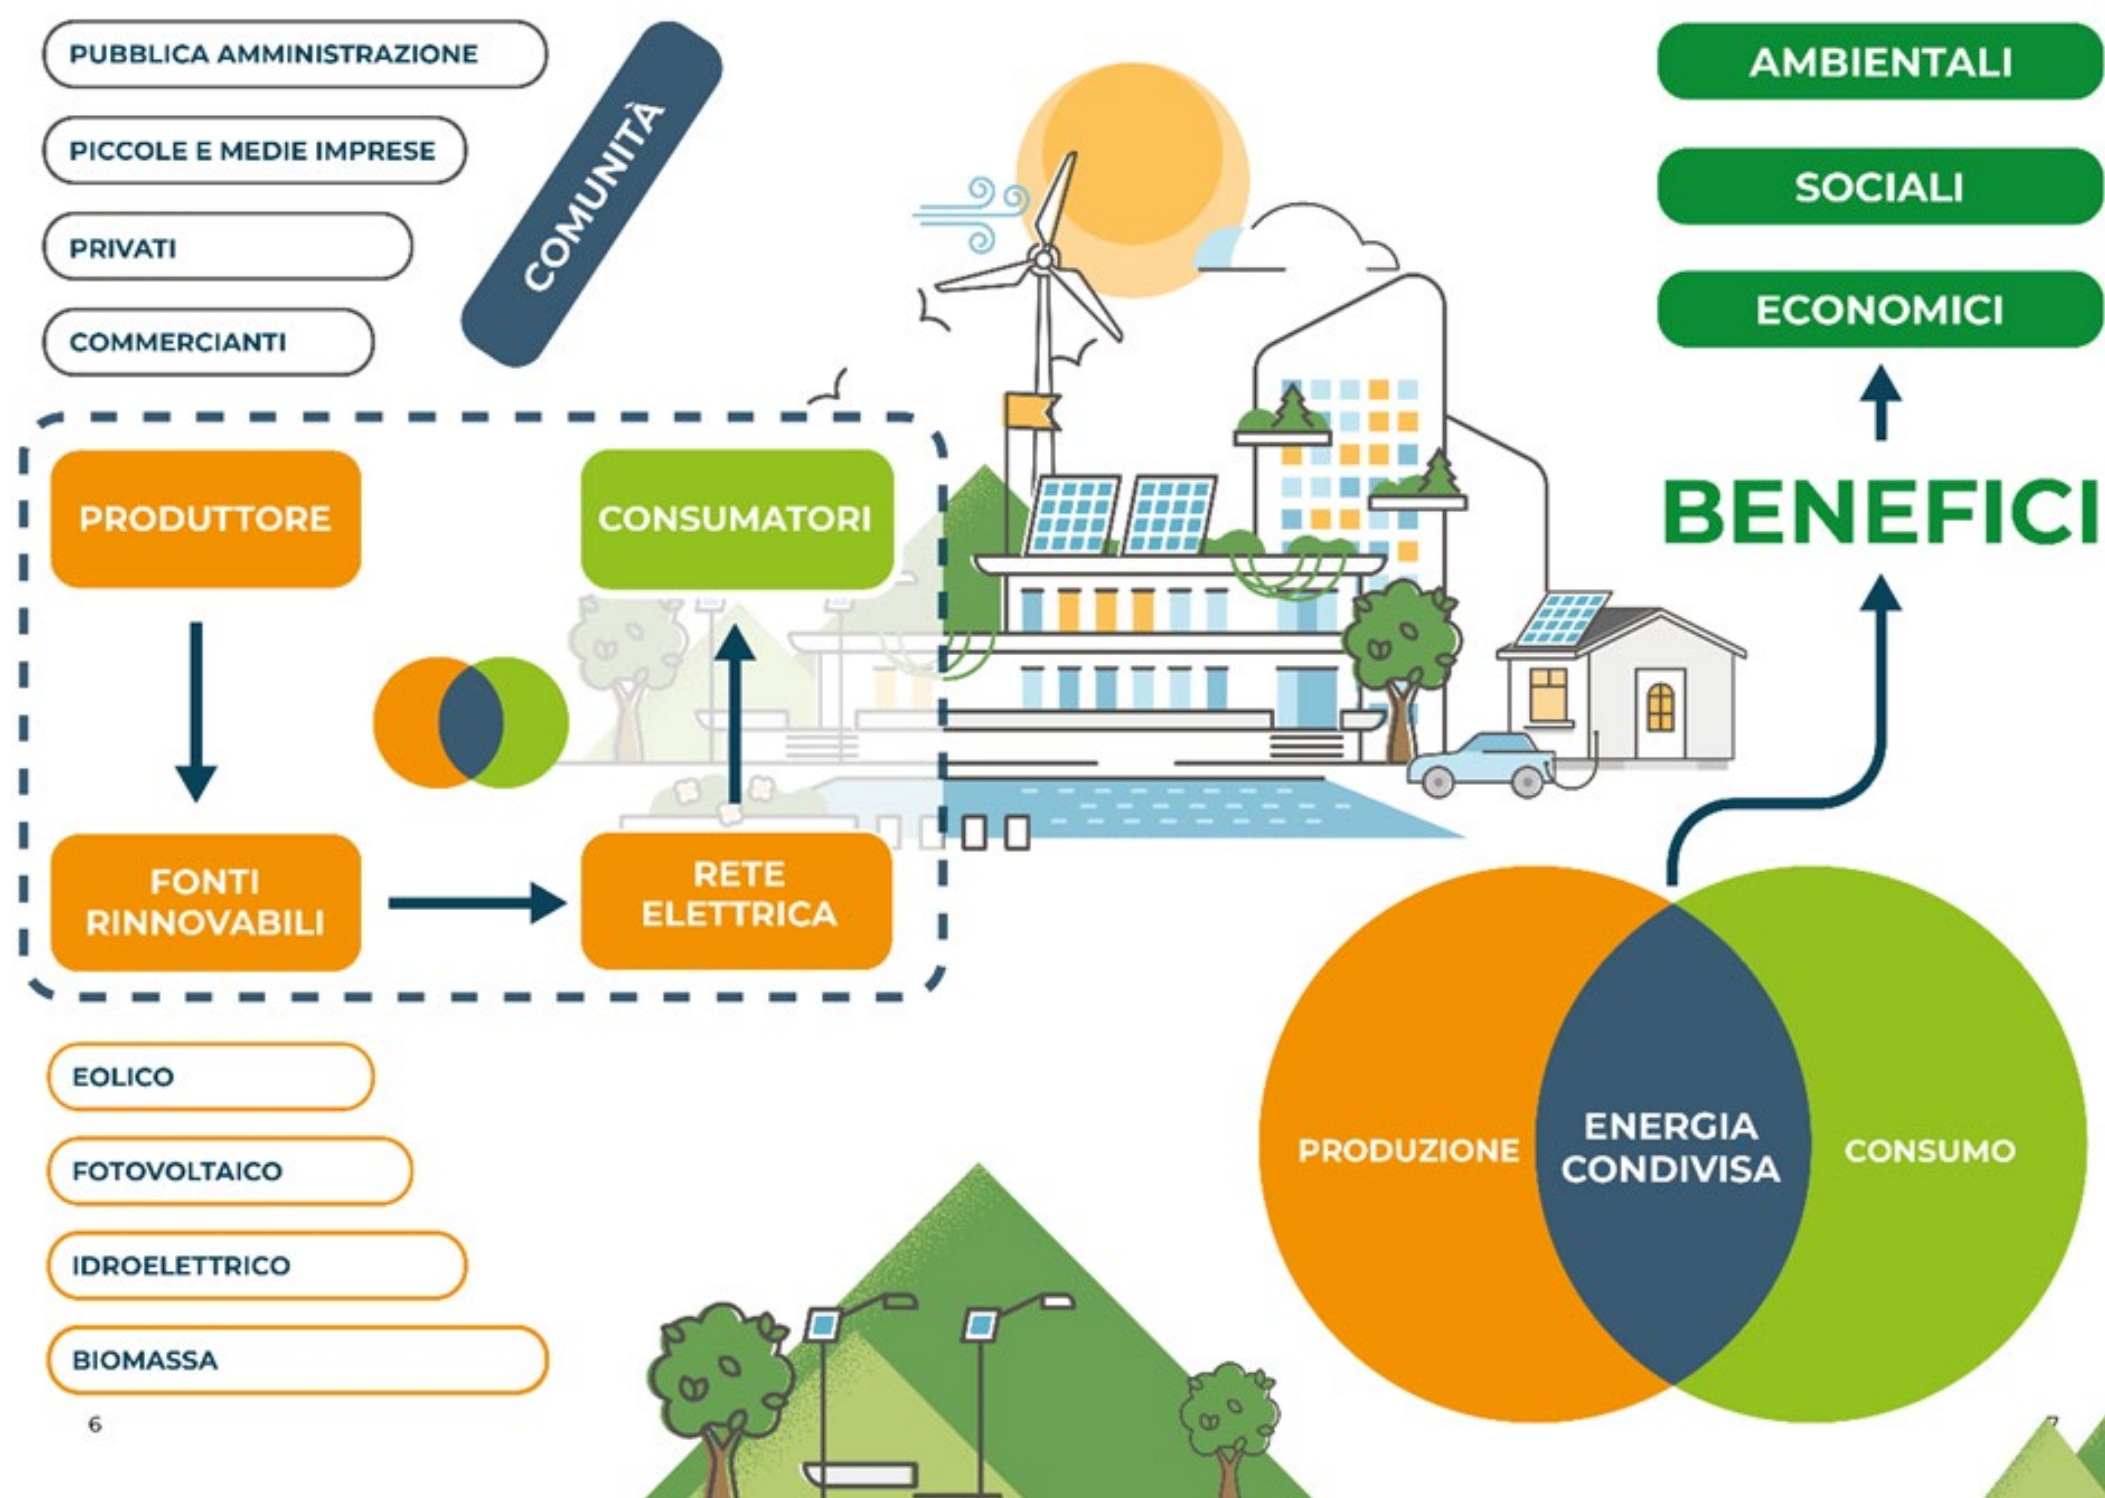 PUBBLICA AMMINISTRAZIONE
PICCOLE E MEDIE IMPRESE
PRIVATI
COMMERCIANTI
COMUNITÀ
PRODUTTORE
CONSUMATORI
FONTI
RINNOVABILI
RETE
ELETTRICA
EOLICO
FOTOVOLTAICO
IDROELETTRICO
BIOMASSA
6
AMBIENTALI
SOCIALI
ECONOMICI
BENEFICI
PRODUZIONE
ENERGIA
CONDIVISA
CONSUMO
7